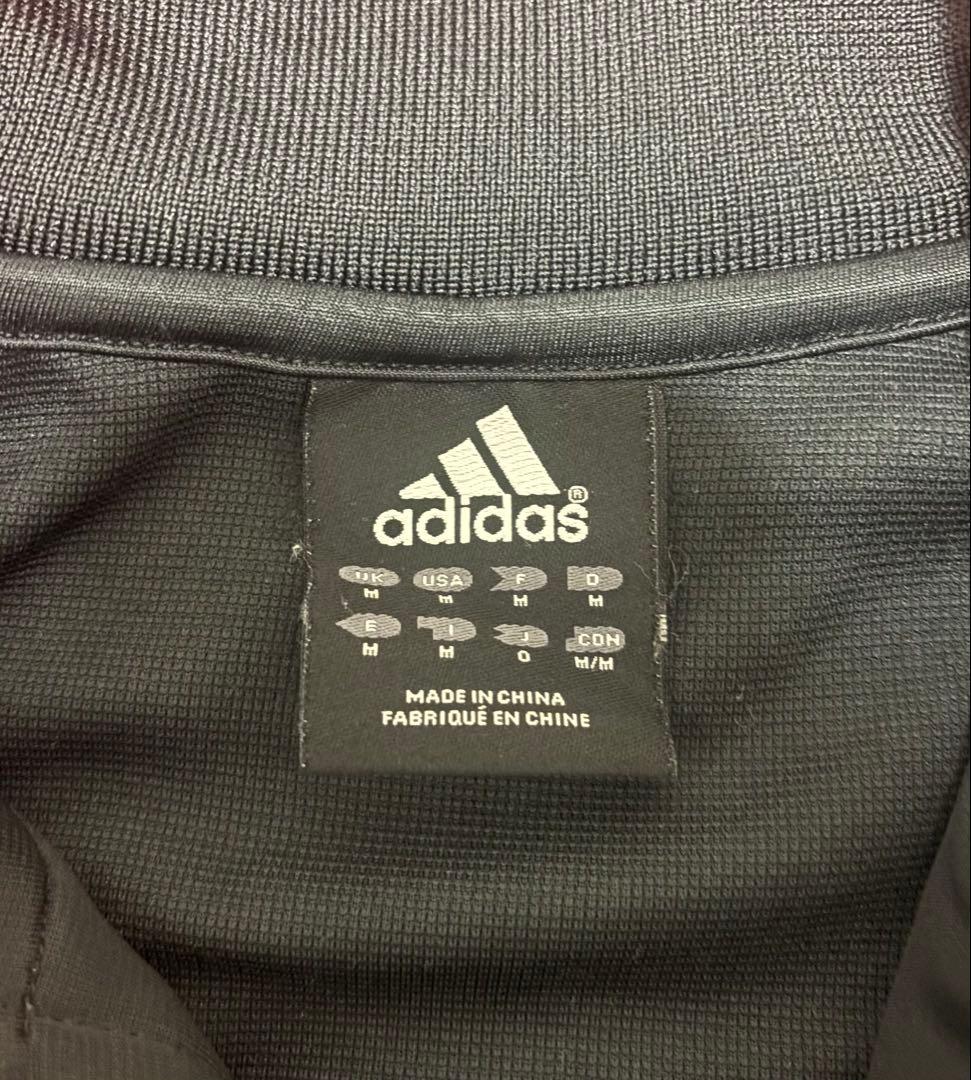 adidas®
UK USA F D
M M M M
E I J CDN
M M O M/M
MADE IN CHINA
FABRIQUÉ EN CHINE